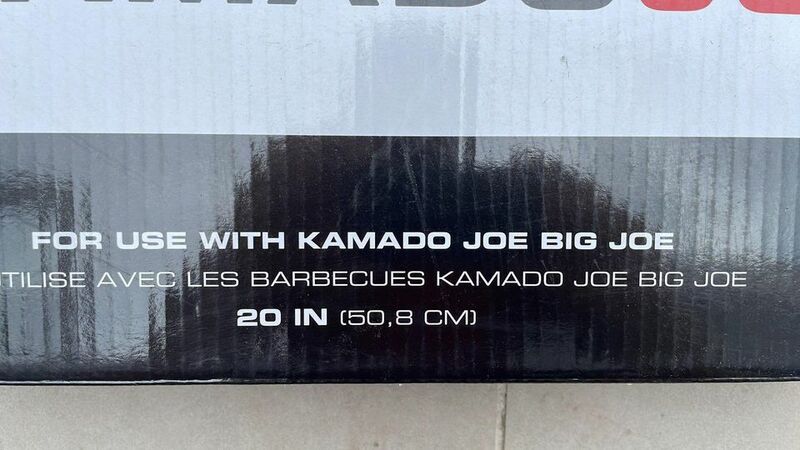 FOR USE WITH KAMADO JOE BIG JOE
UTILISE AVEC LES BARBECUES KAMADO JOE BIG JOE
20 IN (50,8 CM)